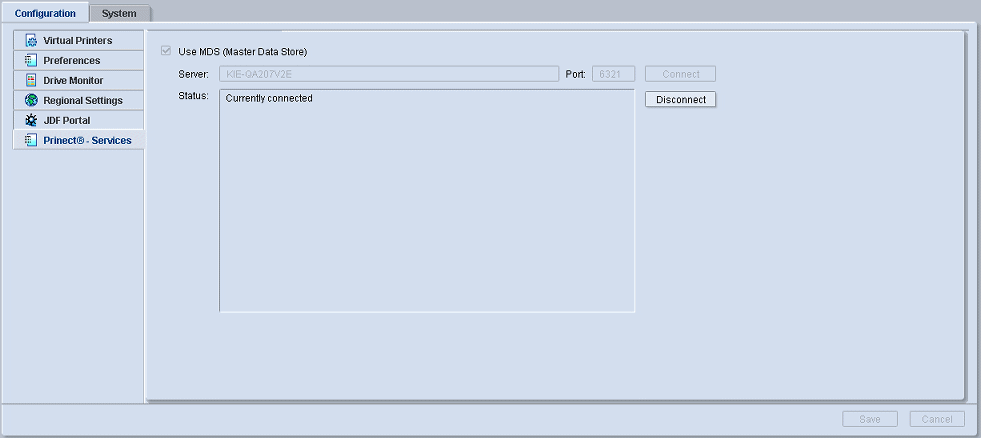 Configuration
System
Virtual Printers
Preferences
Drive Monitor
Regional Settings
JDF Portal
Prinect® - Services
Use MDS (Master Data Store)
Server: KIE-QA207V2E Port: 6321 Connect
Status: Currently connected Disconnect
Save Cancel